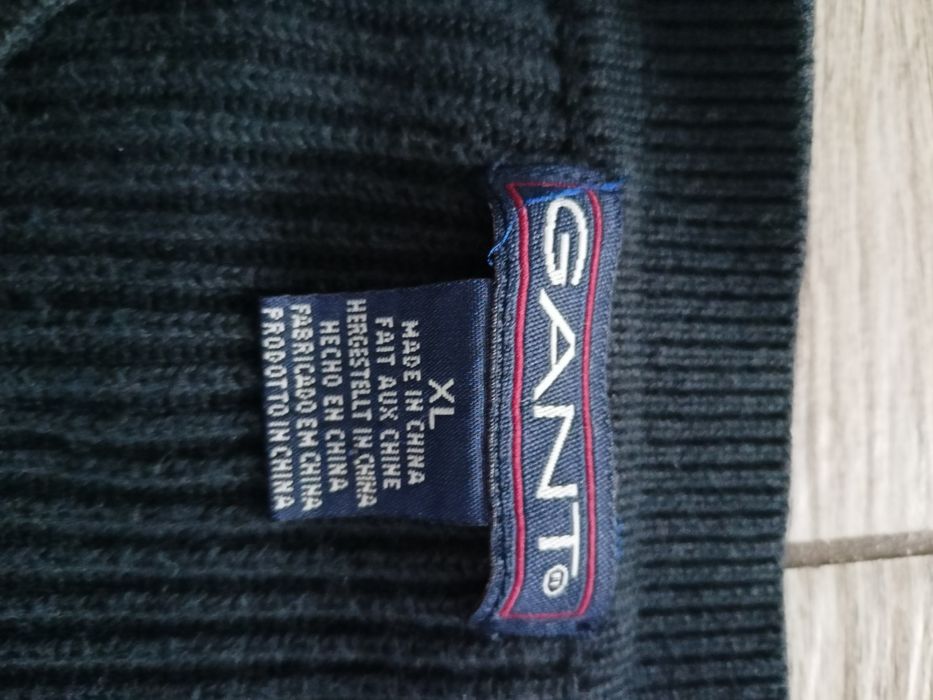 GANT®
XL
MADE IN CHINA
FAIT AUX CHINE
HERGESTELLT IN CHINA
HECHO EN CHINA
FABRICADO EM CHINA
PRODOTO IN CHINA